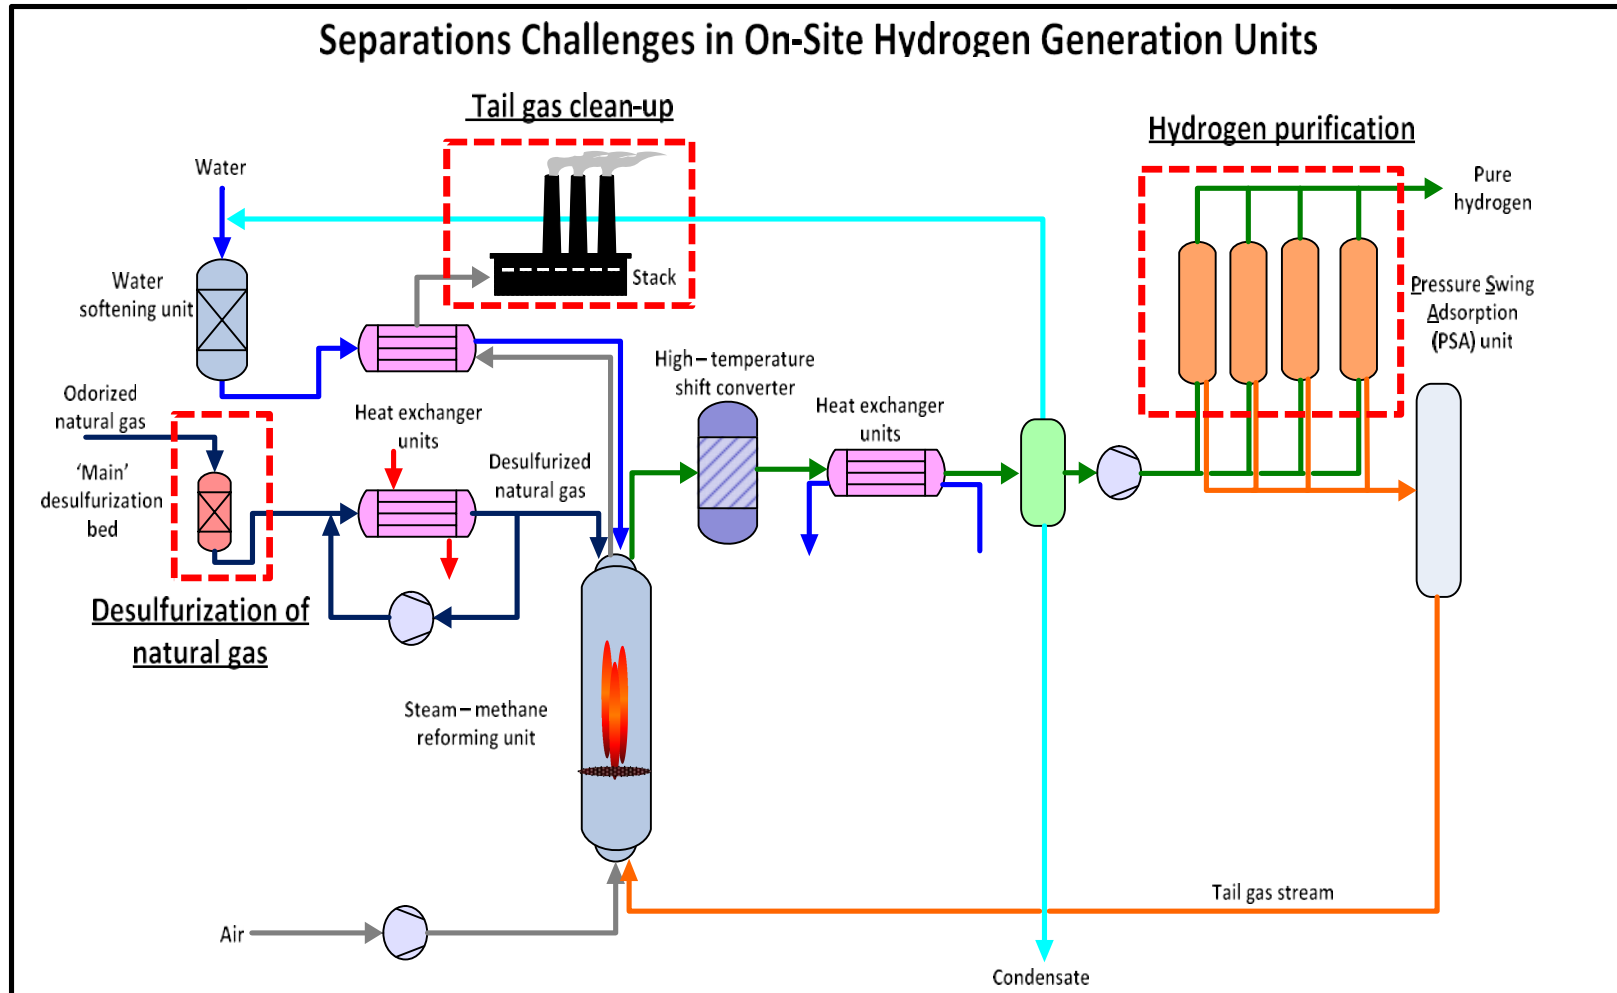 Separations Challenges in On-Site Hydrogen Generation Units
Tail gas clean-up
Hydrogen purification
Water
Pure
hydrogen
Water
softening unit
Stack
Pressure Swing
Adsorption
(PSA) unit
High – temperature
shift converter
Odorized
natural gas
Heat exchanger
units
Heat exchanger
units
'Main'
desulfurization
bed
Desulfurized
natural gas
Desulfurization of
natural gas
Steam – methane
reforming unit
Tail gas stream
Air
Condensate